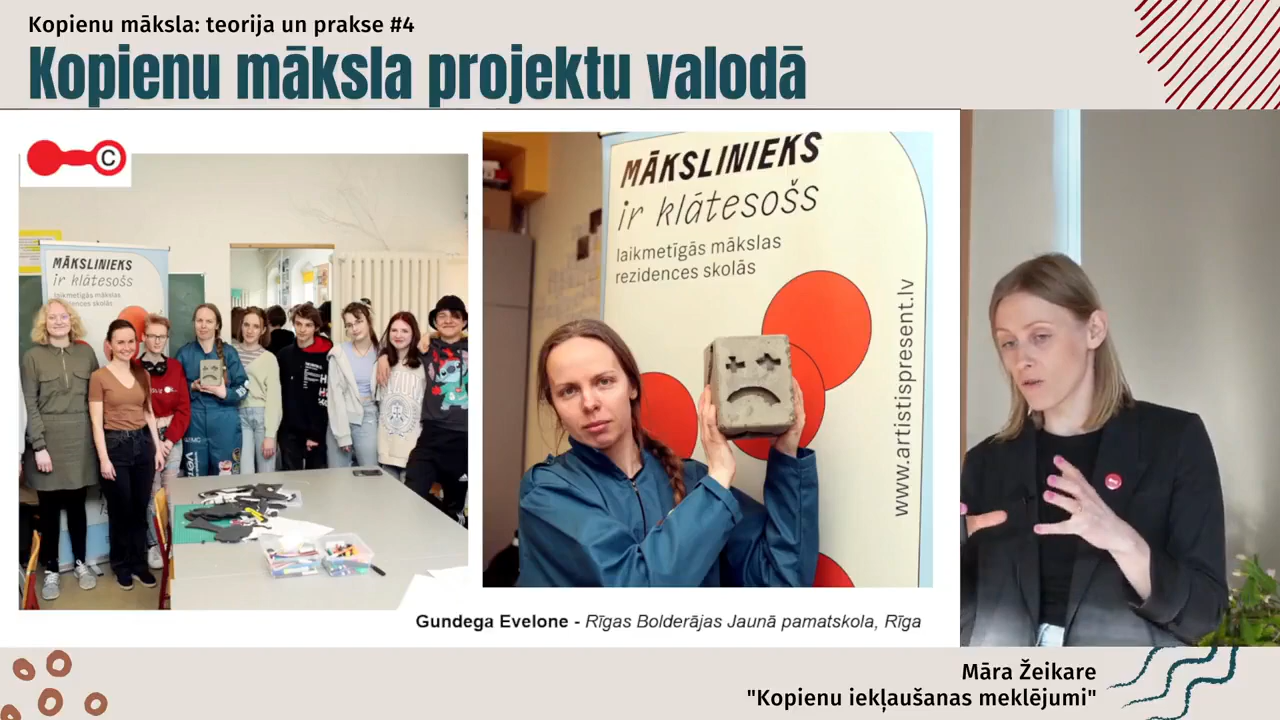 Kopienu māksla: teorija un prakse #4
Kopienu māksla projektu valodā
C
MĀKSLINIEKS
ir klātesošs
laikmetīgās mākslas
MĀKSLINIEKS
ir klātesošs
laikmetīgās mākslas
rezidences skolās
www.artistispresent.lv
Gundega Evelone - Rīgas Bolderājas Jaunā pamatskola, Rīga
Māra Žeikare
"Kopienu iekļaušanas meklējumi"